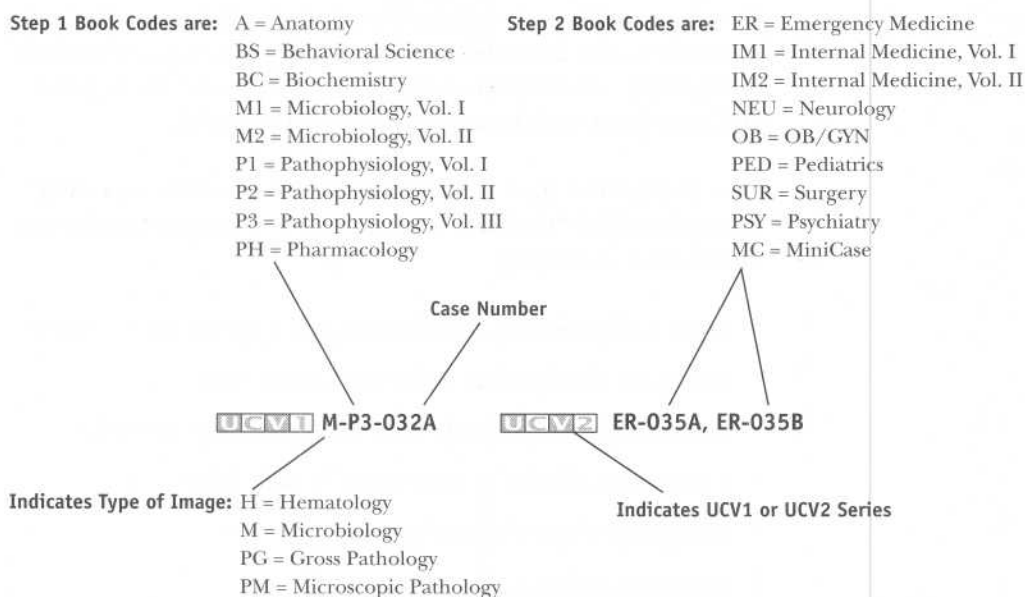 Step 1 Book Codes are: A = Anatomy
BS = Behavioral Science
BC = Biochemistry
M1 = Microbiology, Vol. I
M2 = Microbiology, Vol. II
P1 = Pathophysiology, Vol. I
P2 = Pathophysiology, Vol. II
P3 = Pathophysiology, Vol. III
PH = Pharmacology
Step 2 Book Codes are: ER = Emergency Medicine
IM1 = Internal Medicine, Vol. I
IM2 = Internal Medicine, Vol. II
NEU = Neurology
OB = OB/GYN
PED = Pediatrics
SUR = Surgery
PSY = Psychiatry
MC = MiniCase
Case Number
UCV1 M-P3-032A
UCV2 ER-035A, ER-035B
Indicates Type of Image: H = Hematology
M = Microbiology
PG = Gross Pathology
PM = Microscopic Pathology
Indicates UCV1 or UCV2 Series